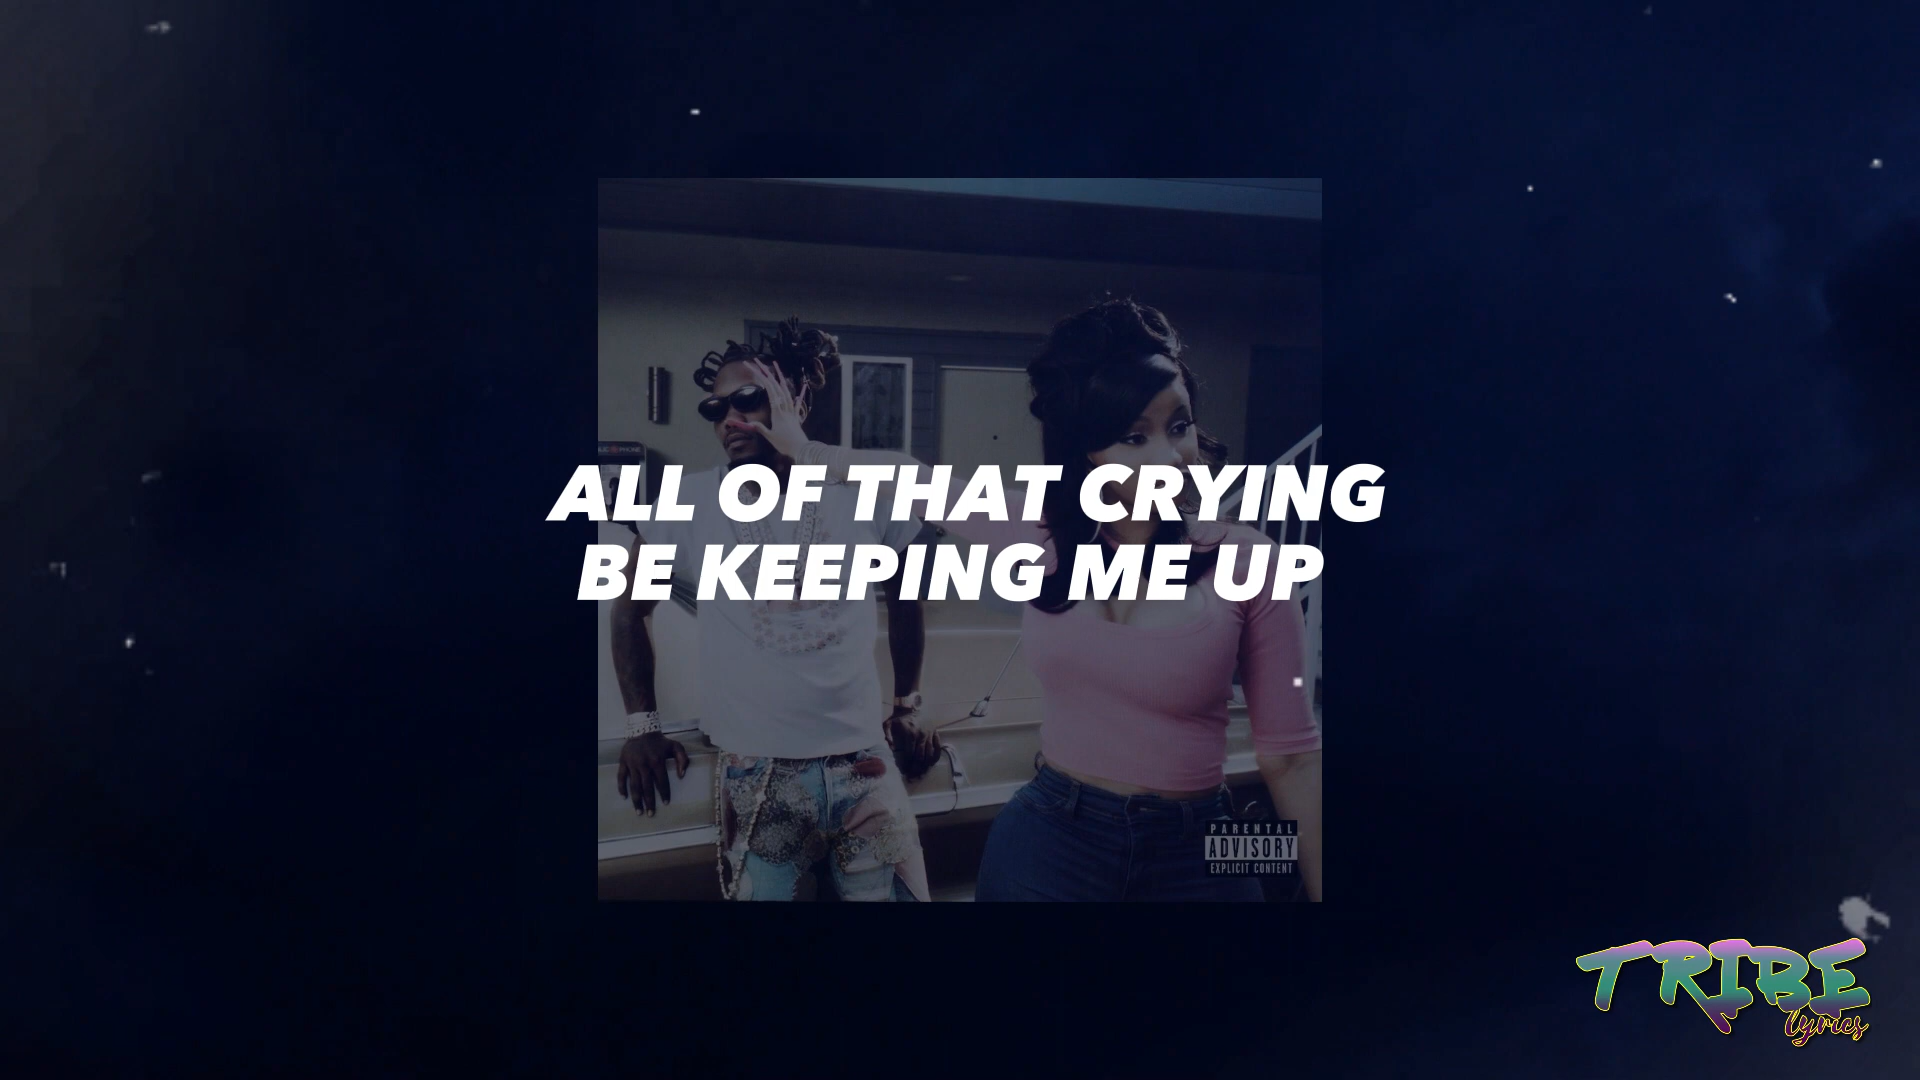 ALL OF THAT CRYING
BE KEEPING ME UP
PARENTAL
ADVISORY
EXPLICIT CONTENT
TRIBE
lyrics